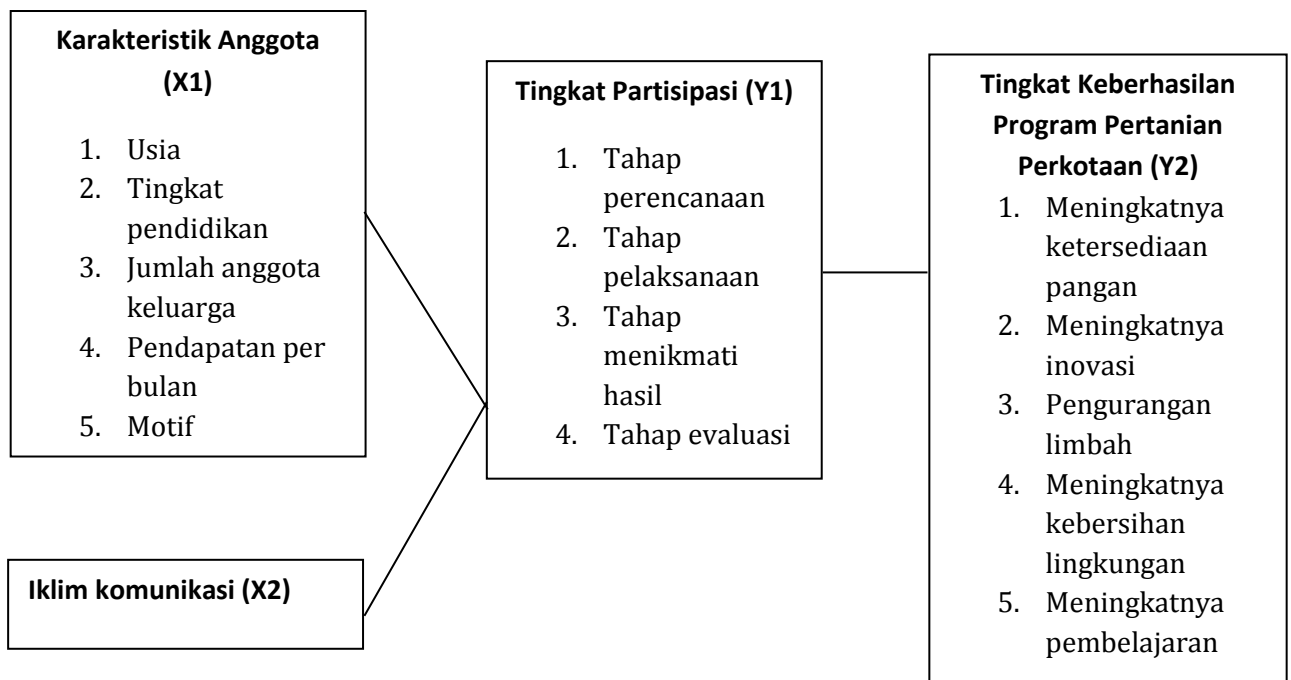 Karakteristik Anggota
(X1)
1. Usia
2. Tingkat
pendidikan
3. Jumlah anggota
keluarga
4. Pendapatan per
bulan
5. Motif
Iklim komunikasi (X2)
Tingkat Partisipasi (Y1)
1. Tahap
perencanaan
2. Tahap
pelaksanaan
3. Tahap
menikmati
hasil
4. Tahap evaluasi
Tingkat Keberhasilan
Program Pertanian
Perkotaan (Y2)
1. Meningkatnya
ketersediaan
pangan
2. Meningkatnya
inovasi
3. Pengurangan
limbah
4. Meningkatnya
kebersihan
lingkungan
5. Meningkatnya
pembelajaran